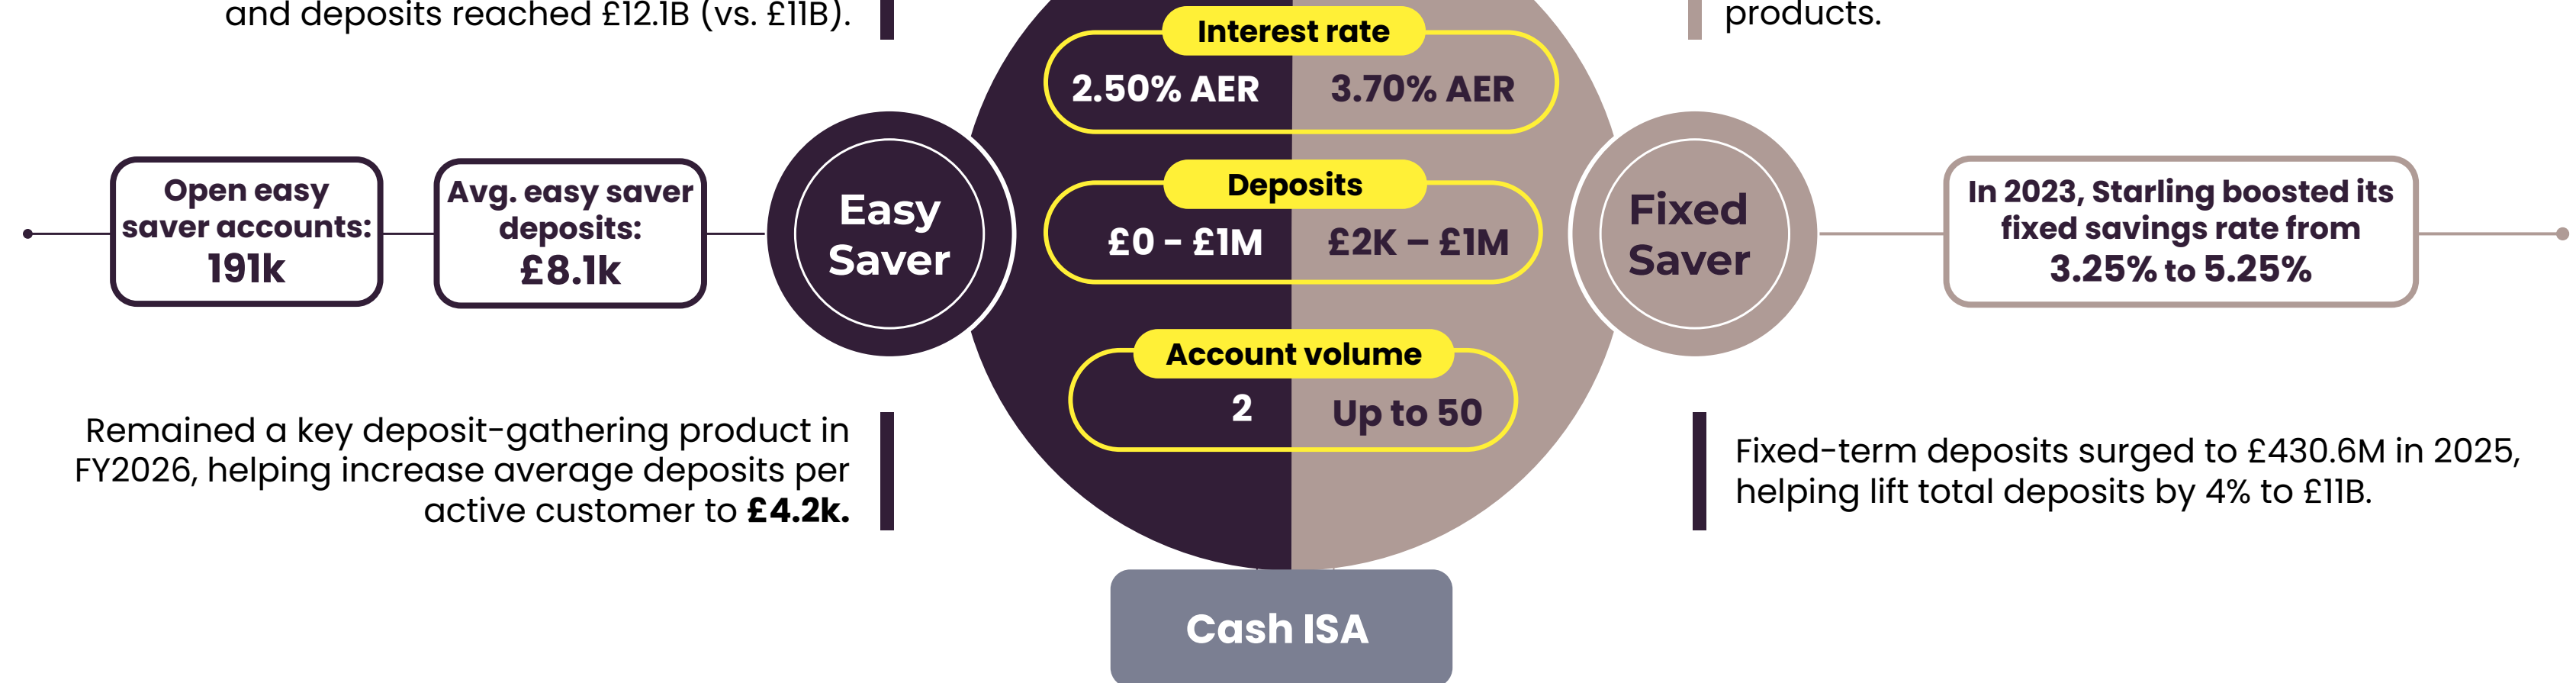 and deposits reached £12.1B (vs. £11B).
products.
Interest rate
2.50% AER
3.70% AER
Open easy
saver accounts:
191k
Avg. easy saver
deposits:
£8.1k
Easy
Saver
Deposits
£0 - £1M
£2K – £1M
Fixed
Saver
In 2023, Starling boosted its
fixed savings rate from
3.25% to 5.25%
Account volume
2
Up to 50
Remained a key deposit-gathering product in
FY2026, helping increase average deposits per
active customer to £4.2k.
Fixed-term deposits surged to £430.6M in 2025,
helping lift total deposits by 4% to £11B.
Cash ISA